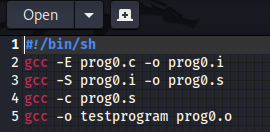 Open
1 #!/bin/sh
2 gcc -E prog0.c -o prog0.i
3 gcc -S prog0.i -o prog0.s
4 gcc -c prog0.s
5 gcc -o testprogram prog0.o